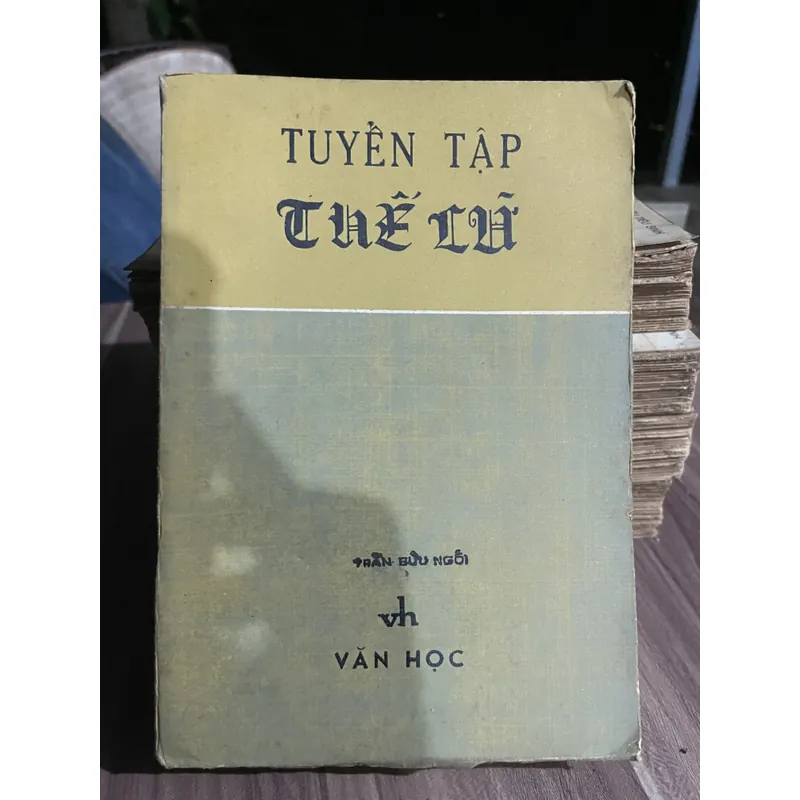 TUYỂN TẬP
THẾ LỮ
TRẦN BỬU NGỐI
vh
VĂN HỌC